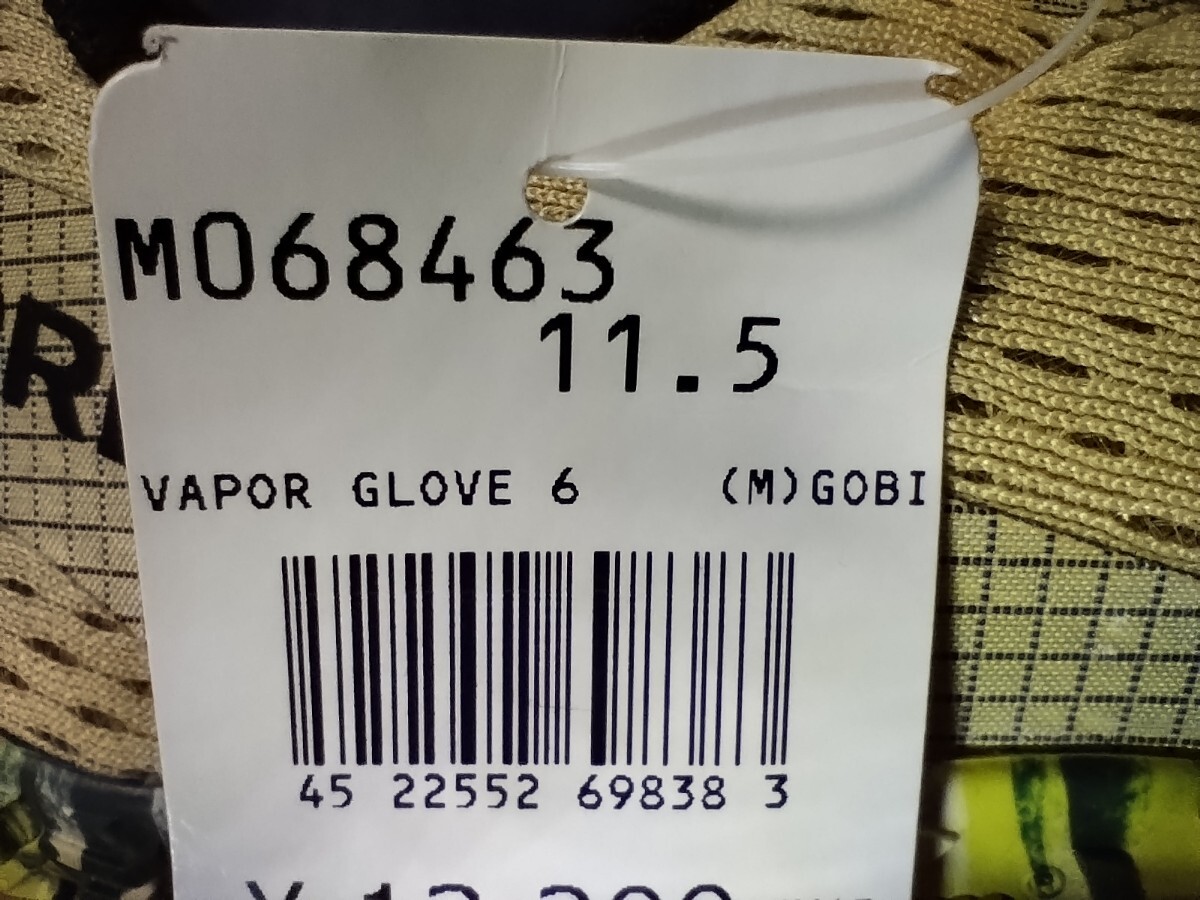 M068463
11.5
VAPOR GLOVE 6 (M)GOBI
45 22552 69838 3